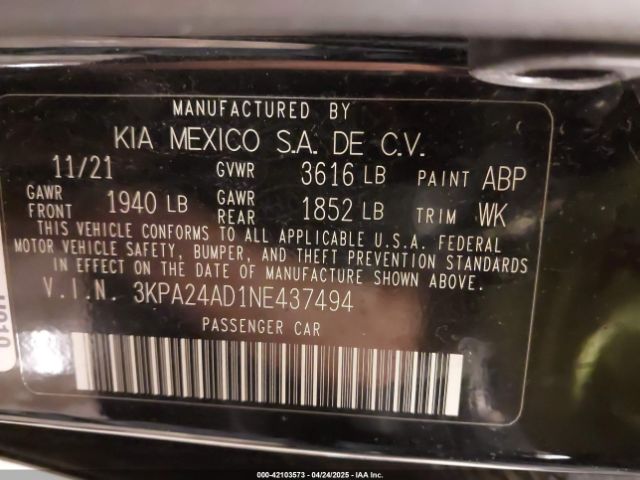 MANUFACTURED BY
KIA MEXICO S.A. DE C.V.
11/21 GVWR 3616 LB PAINT ABP
GAWR FRONT 1940 LB GAWR REAR 1852 LB TRIM WK
THIS VEHICLE CONFORMS TO ALL APPLICABLE U.S.A. FEDERAL
MOTOR VEHICLE SAFETY, BUMPER, AND THEFT PREVENTION STANDARDS
IN EFFECT ON THE DATE OF MANUFACTURE SHOWN ABOVE.
V.I.N. 3KPA24AD1NE437494
PASSENGER CAR
000-42103573 - 04/24/2025 - IAA Inc.